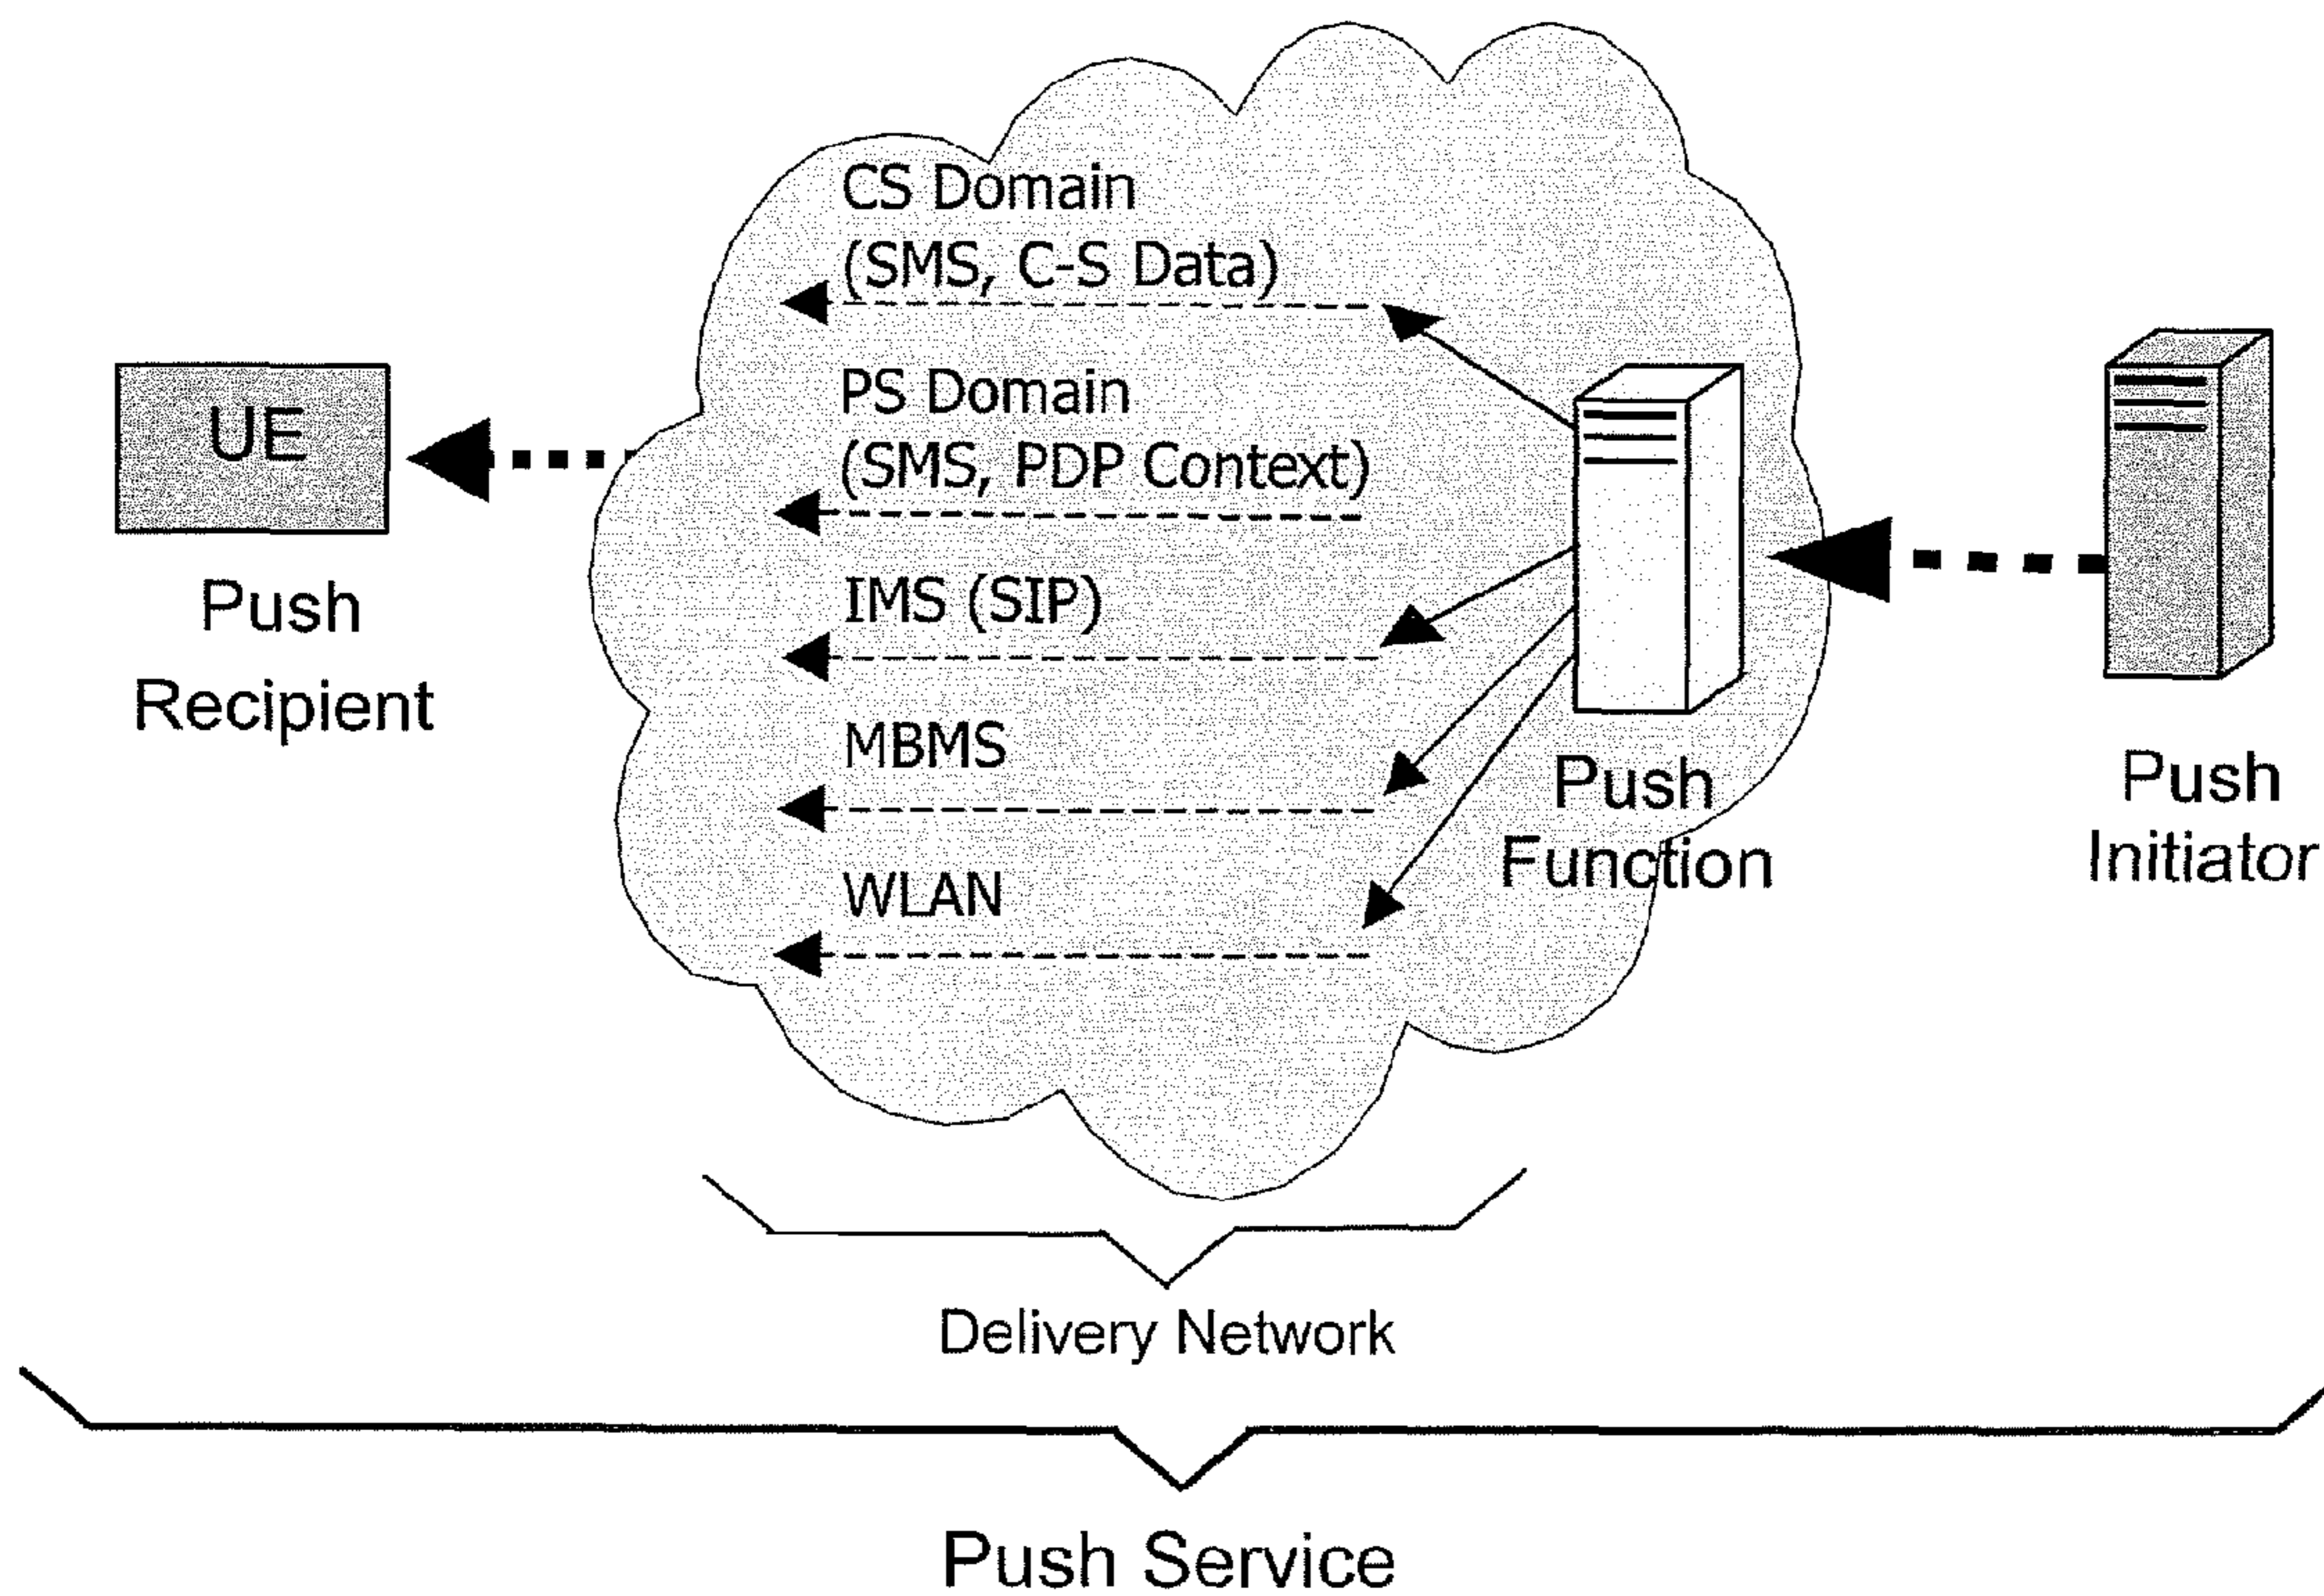 CS Domain
(SMS, C-S Data)
PS Domain
(SMS, PDP Context)
IMS (SIP)
MBMS
WLAN
UE
Push
Recipient
Push
Function
Push
Initiator
Delivery Network
Push Service